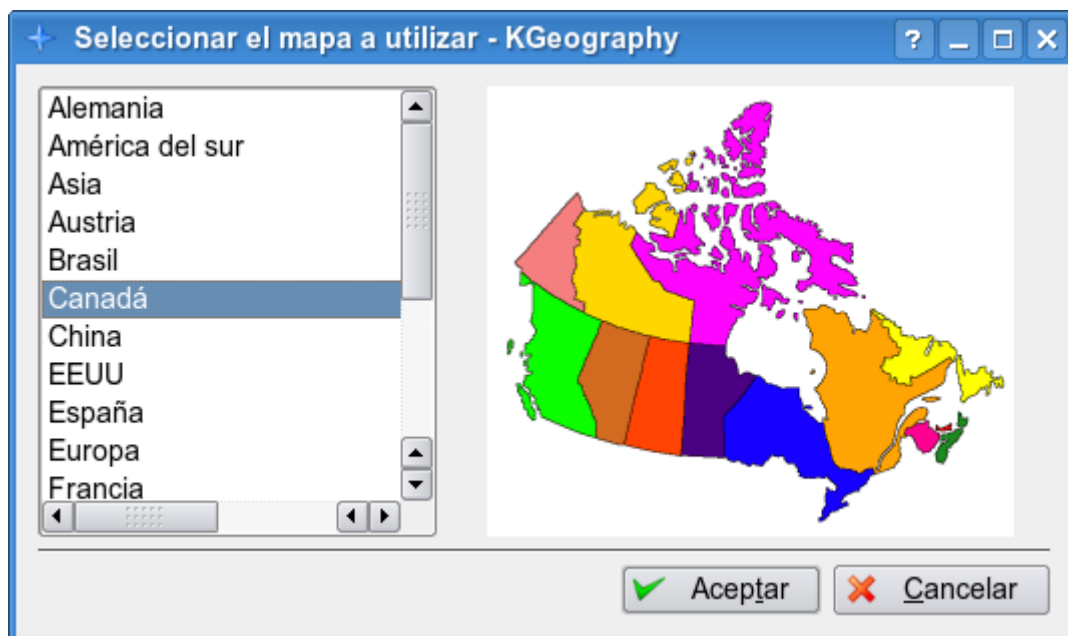 Seleccionar el mapa a utilizar - KGeography
Alemania
América del sur
Asia
Austria
Brasil
Canadá
China
EEUU
España
Europa
Francia
Aceptar
Cancelar